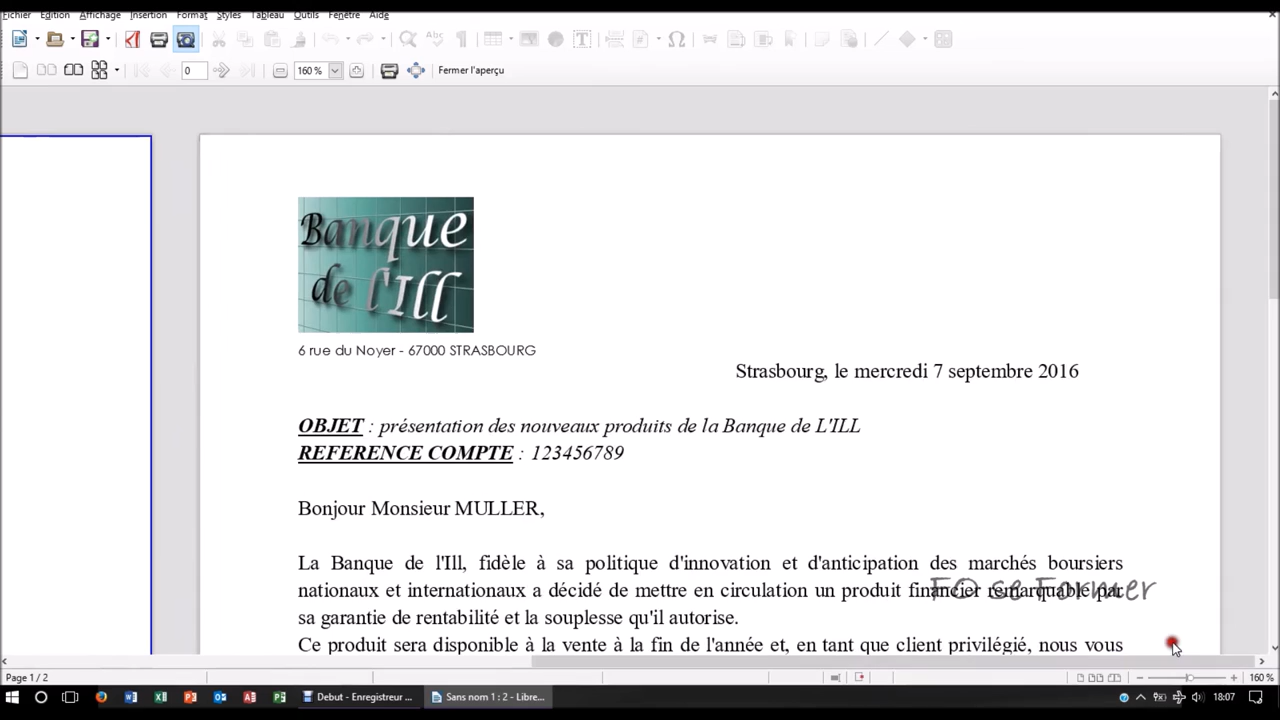 Fichier Edition Affichage Insertion Format Styles Tableau Outils Fenêtre Aide
0 160 % Fermer l'aperçu
Banque
de l'Ill
6 rue du Noyer - 67000 STRASBOURG
Strasbourg, le mercredi 7 septembre 2016
OBJET : présentation des nouveaux produits de la Banque de L'ILL
REFERENCE COMPTE : 123456789
Bonjour Monsieur MULLER,
La Banque de l'Ill, fidèle à sa politique d'innovation et d'anticipation des marchés boursiers
nationaux et internationaux a décidé de mettre en circulation un produit financier remarquable par
FO se Former
sa garantie de rentabilité et la souplesse qu'il autorise.
Ce produit sera disponible à la vente à la fin de l'année et, en tant que client privilégié, nous vous
Page 1 / 2 160 %
Debut - Enregistreur ... Sans nom 1 : 2 - Libre... 18:07